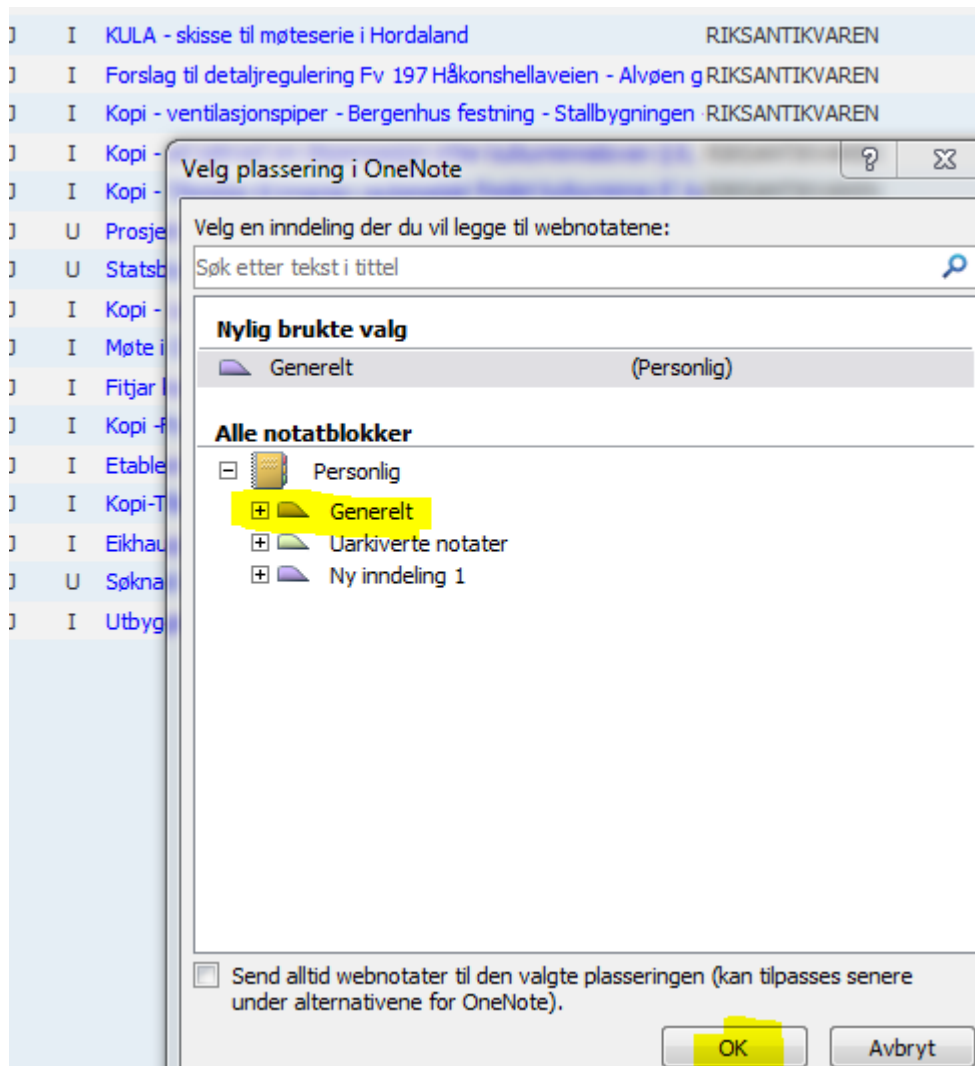 J I KULA - skisse til møteserie i Hordaland RIKSANTIKVAREN
J I Forslag til detaljregulering Fv 197 Håkonshellaveien - Alvøen g RIKSANTIKVAREN
J I Kopi - ventilasjonspiper - Bergenhus festning - Stallbygningen - RIKSANTIKVAREN
J I Kopi -
J I Kopi -
J U Prosje
J U Statsb
J I Kopi -
J I Møte i
J I Fitjar
J I Kopi -
J I Etable
J I Kopi-T
J I Eikhau
J U Søkna
J I Utbyg
Velg plassering i OneNote
Velg en inndeling der du vil legge til webnotatene:
Søk etter tekst i tittel
Nylig brukte valg
Generelt (Personlig)
Alle notatblokker
Personlig
Generelt
Uarkiverte notater
Ny inndeling 1
Send alltid webnotater til den valgte plasseringen (kan tilpasses senere
under alternativene for OneNote).
OK Avbryt